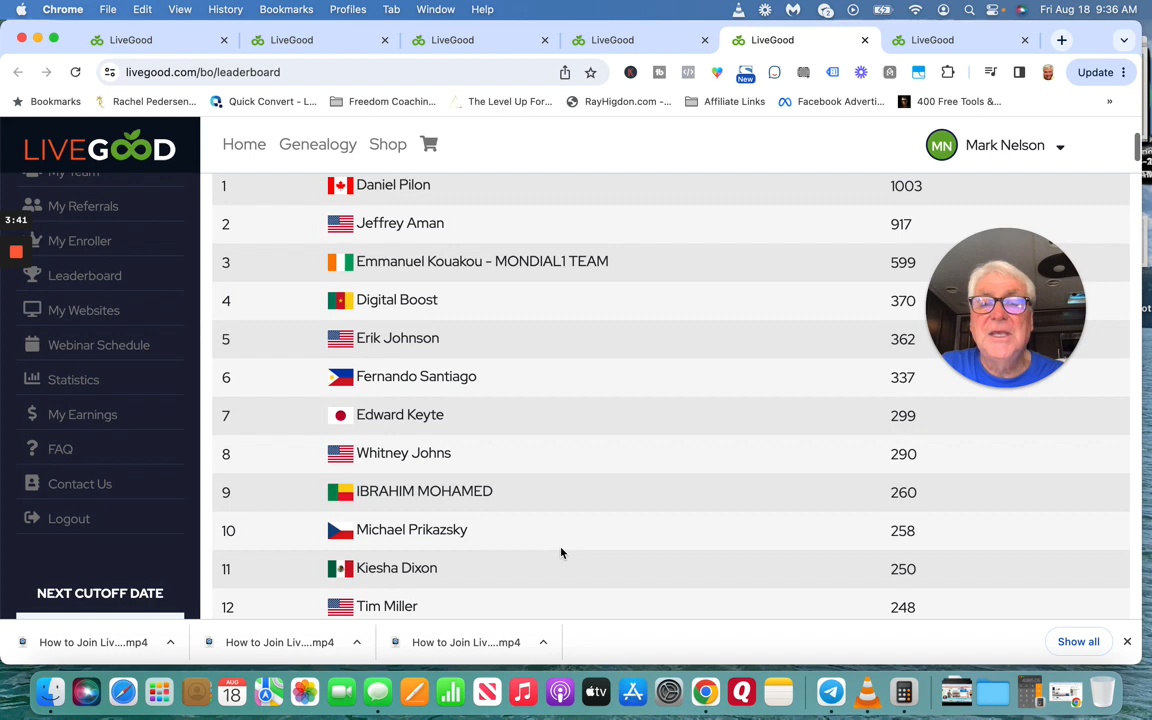 Chrome File Edit View History Bookmarks Profiles Tab Window Help 2 Fri Aug 18 9:36 AM
LiveGood LiveGood LiveGood LiveGood LiveGood LiveGood
livegood.com/bo/leaderboard New Update
Bookmarks Rachel Pedersen... Quick Convert - L... Freedom Coachin... The Level Up For... RayHigdon.com -... Affiliate Links Facebook Adverti... 400 Free Tools &... »
LIVEGOOD Home Genealogy Shop MN Mark Nelson
My Team
My Referrals
3:41
My Enroller
Leaderboard
My Websites
Webinar Schedule
Statistics
My Earnings
FAQ
Contact Us
Logout
NEXT CUTOFF DATE
1 Daniel Pilon 1003
2 Jeffrey Aman 917
3 Emmanuel Kouakou - MONDIAL1 TEAM 599
4 Digital Boost 370
5 Erik Johnson 362
6 Fernando Santiago 337
7 Edward Keyte 299
8 Whitney Johns 290
9 IBRAHIM MOHAMED 260
10 Michael Prikazsky 258
11 Kiesha Dixon 250
12 Tim Miller 248
How to Join Liv....mp4 How to Join Liv....mp4 How to Join Liv....mp4 Show all
AUG 18 tv